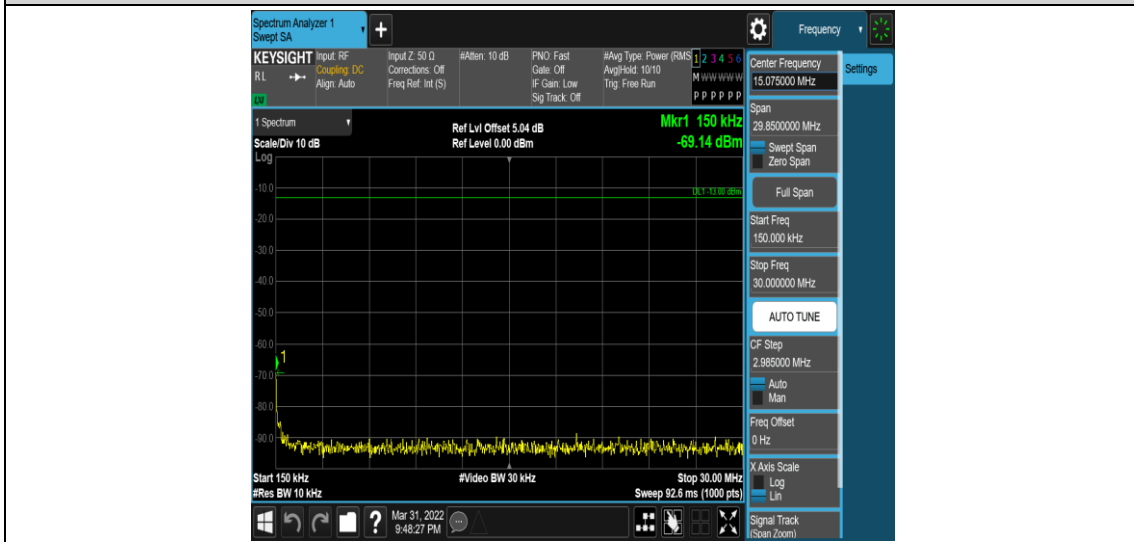 Spectrum Analyzer 1
Swept SA
+
Frequency
KEYSIGHT
RL
LXI
Input: RF
Coupling: DC
Align: Auto
Input Z: 50 Ω
Corrections: Off
Freq Ref: Int (S)
#Atten: 10 dB
PNO: Fast
Gate: Off
IF Gain: Low
Sig Track: Off
#Avg Type: Power (RMS
Avg|Hold: 10/10
Trig: Free Run
1 2 3 4 5 6
M W W W W W
P P P P P P
1 Spectrum
Scale/Div 10 dB
Log
Ref Lvl Offset 5.04 dB
Ref Level 0.00 dBm
Mkr1 150 kHz
-69.14 dBm
DL1 -13.00 dBm
-10.0
-20.0
-30.0
-40.0
-50.0
-60.0
1
-70.0
-80.0
-90.0
Start 150 kHz
#Res BW 10 kHz
#Video BW 30 kHz
Stop 30.00 MHz
Sweep 92.6 ms (1000 pts)
?
Mar 31, 2022
9:48:27 PM
Center Frequency
15.075000 MHz
Settings
Span
29.8500000 MHz
Swept Span
Zero Span
Full Span
Start Freq
150.000 kHz
Stop Freq
30.000000 MHz
AUTO TUNE
CF Step
2.985000 MHz
Auto
Man
Freq Offset
0 Hz
X Axis Scale
Log
Lin
Signal Track
(Span Zoom)